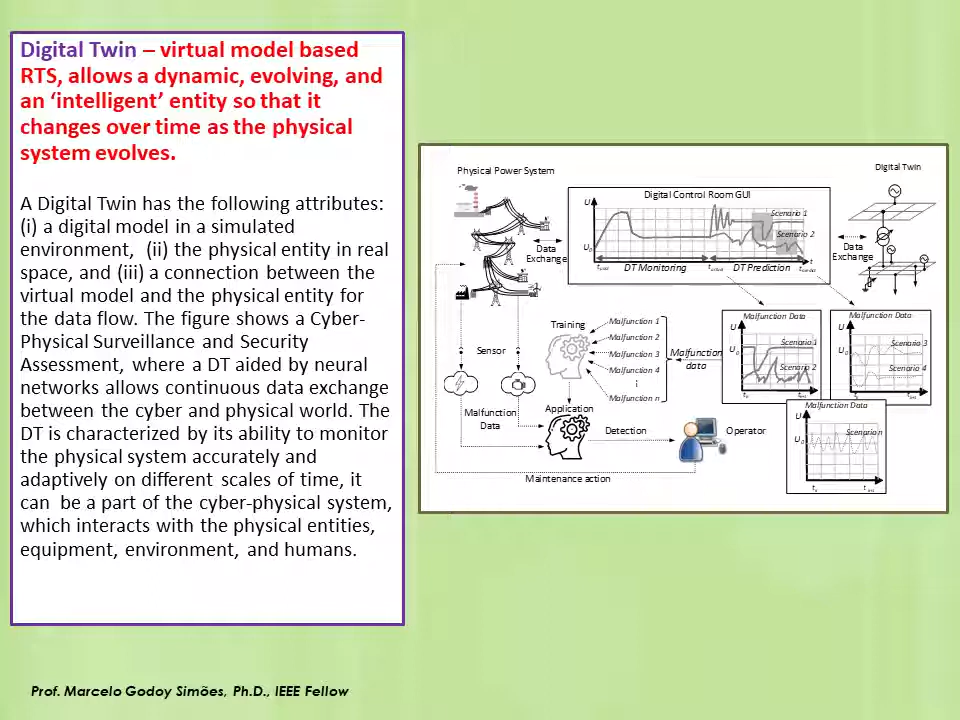 Digital Twin – virtual model based
RTS, allows a dynamic, evolving, and
an ‘intelligent’ entity so that it
changes over time as the physical
system evolves.
A Digital Twin has the following attributes:
(i) a digital model in a simulated
environment, (ii) the physical entity in real
space, and (iii) a connection between the
virtual model and the physical entity for
the data flow. The figure shows a Cyber-
Physical Surveillance and Security
Assessment, where a DT aided by neural
networks allows continuous data exchange
between the cyber and physical world. The
DT is characterized by its ability to monitor
the physical system accurately and
adaptively on different scales of time, it
can be a part of the cyber-physical system,
which interacts with the physical entities,
equipment, environment, and humans.
Physical Power System
Digital Control Room GUI
Digital Twin
U
Scenario 1
Scenario 2
U0
t
DT Monitoring
DT Prediction
Data
Exchange
Data
Exchange
Training
Malfunction 1
Malfunction 2
Malfunction 3
Malfunction 4
Malfunction n
Malfunction
data
Sensor
Malfunction
Data
Application
Detection
Operator
Maintenance action
Malfunction Data
U
U0
Scenario 1
Scenario 2
Malfunction Data
U
U0
Scenario 3
Scenario 4
Malfunction Data
U
U0
Scenario n
Prof. Marcelo Godoy Simões, Ph.D., IEEE Fellow